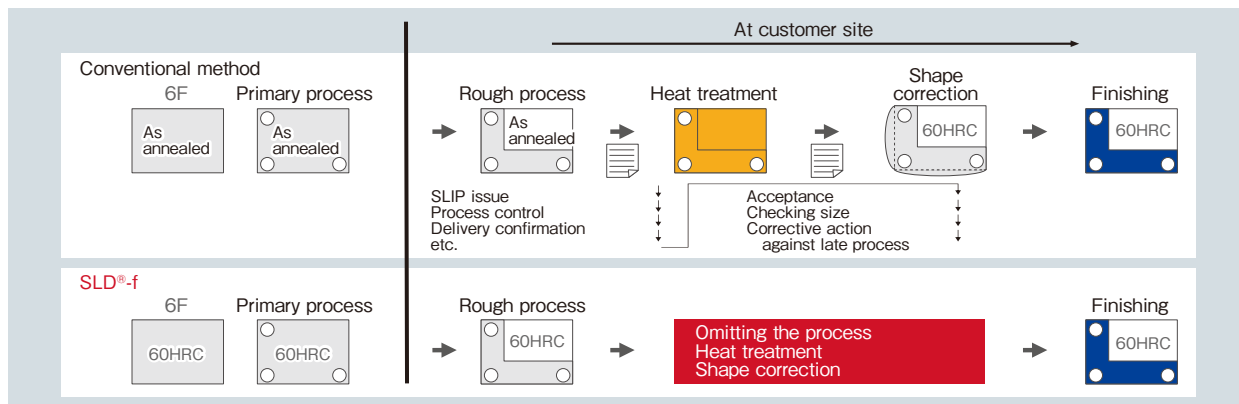 At customer site
Conventional method
6F
Primary process
Rough process
Heat treatment
Shape
correction
Finishing
As
annealed
As
annealed
As
annealed
60HRC
60HRC
SLIP issue
Process control
Delivery confirmation
etc.
Acceptance
Checking size
Corrective action
against late process
SLD®-f
6F
Primary process
Rough process
Finishing
60HRC
60HRC
60HRC
Omitting the process
Heat treatment
Shape correction
60HRC